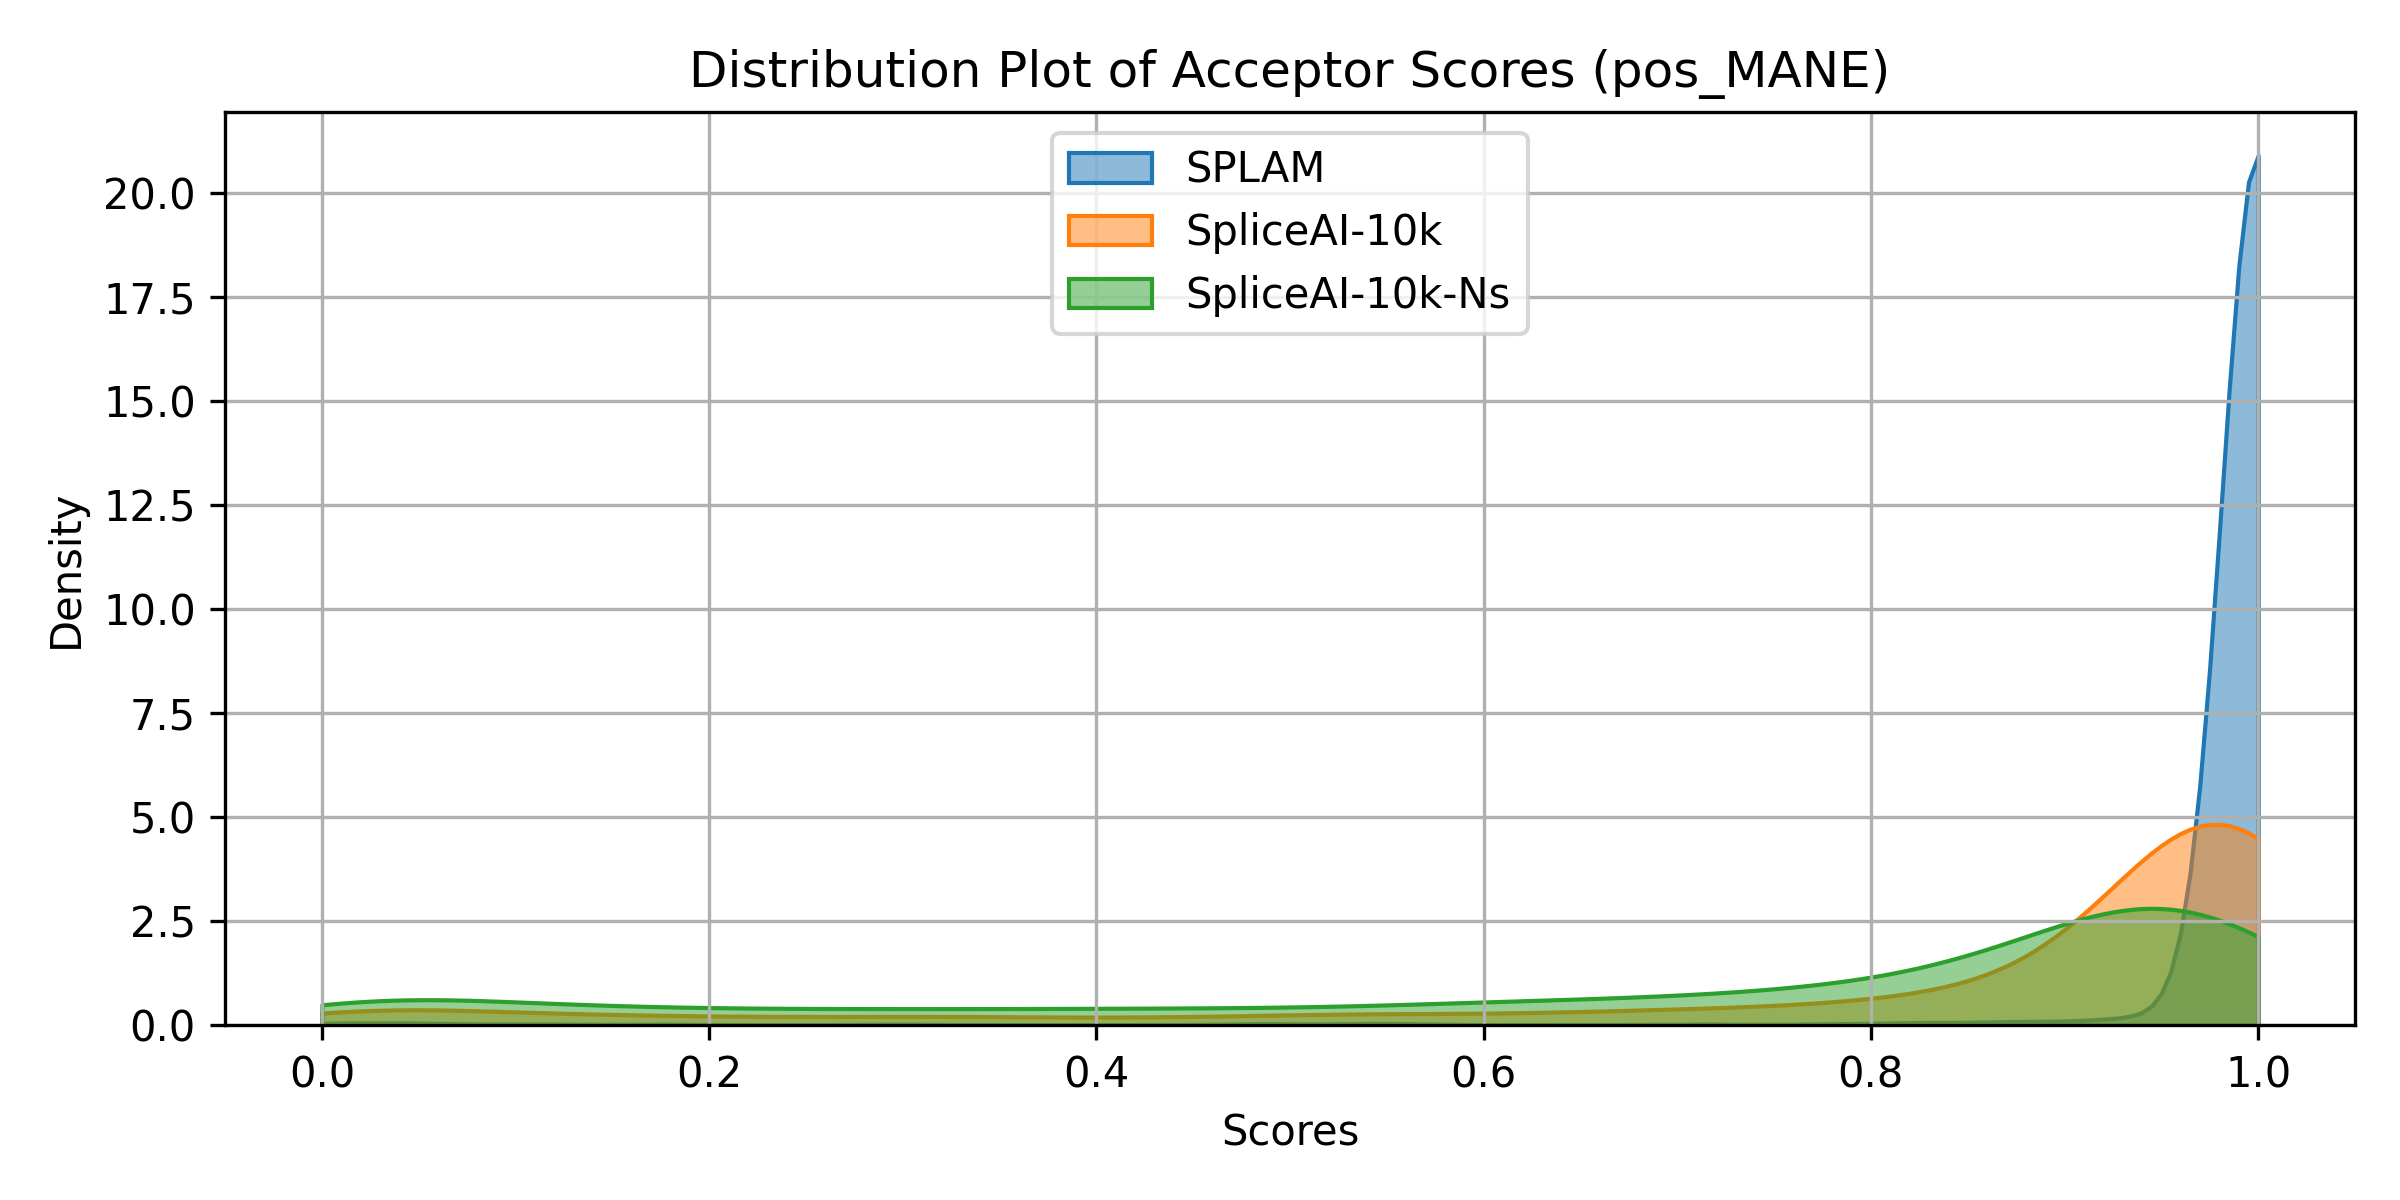 Distribution Plot of Acceptor Scores (pos_MANE)
SPLAM
SpliceAI-10k
SpliceAI-10k-Ns
Density
20.0
17.5
15.0
12.5
10.0
7.5
5.0
2.5
0.0
0.0 0.2 0.4 0.6 0.8 1.0
Scores